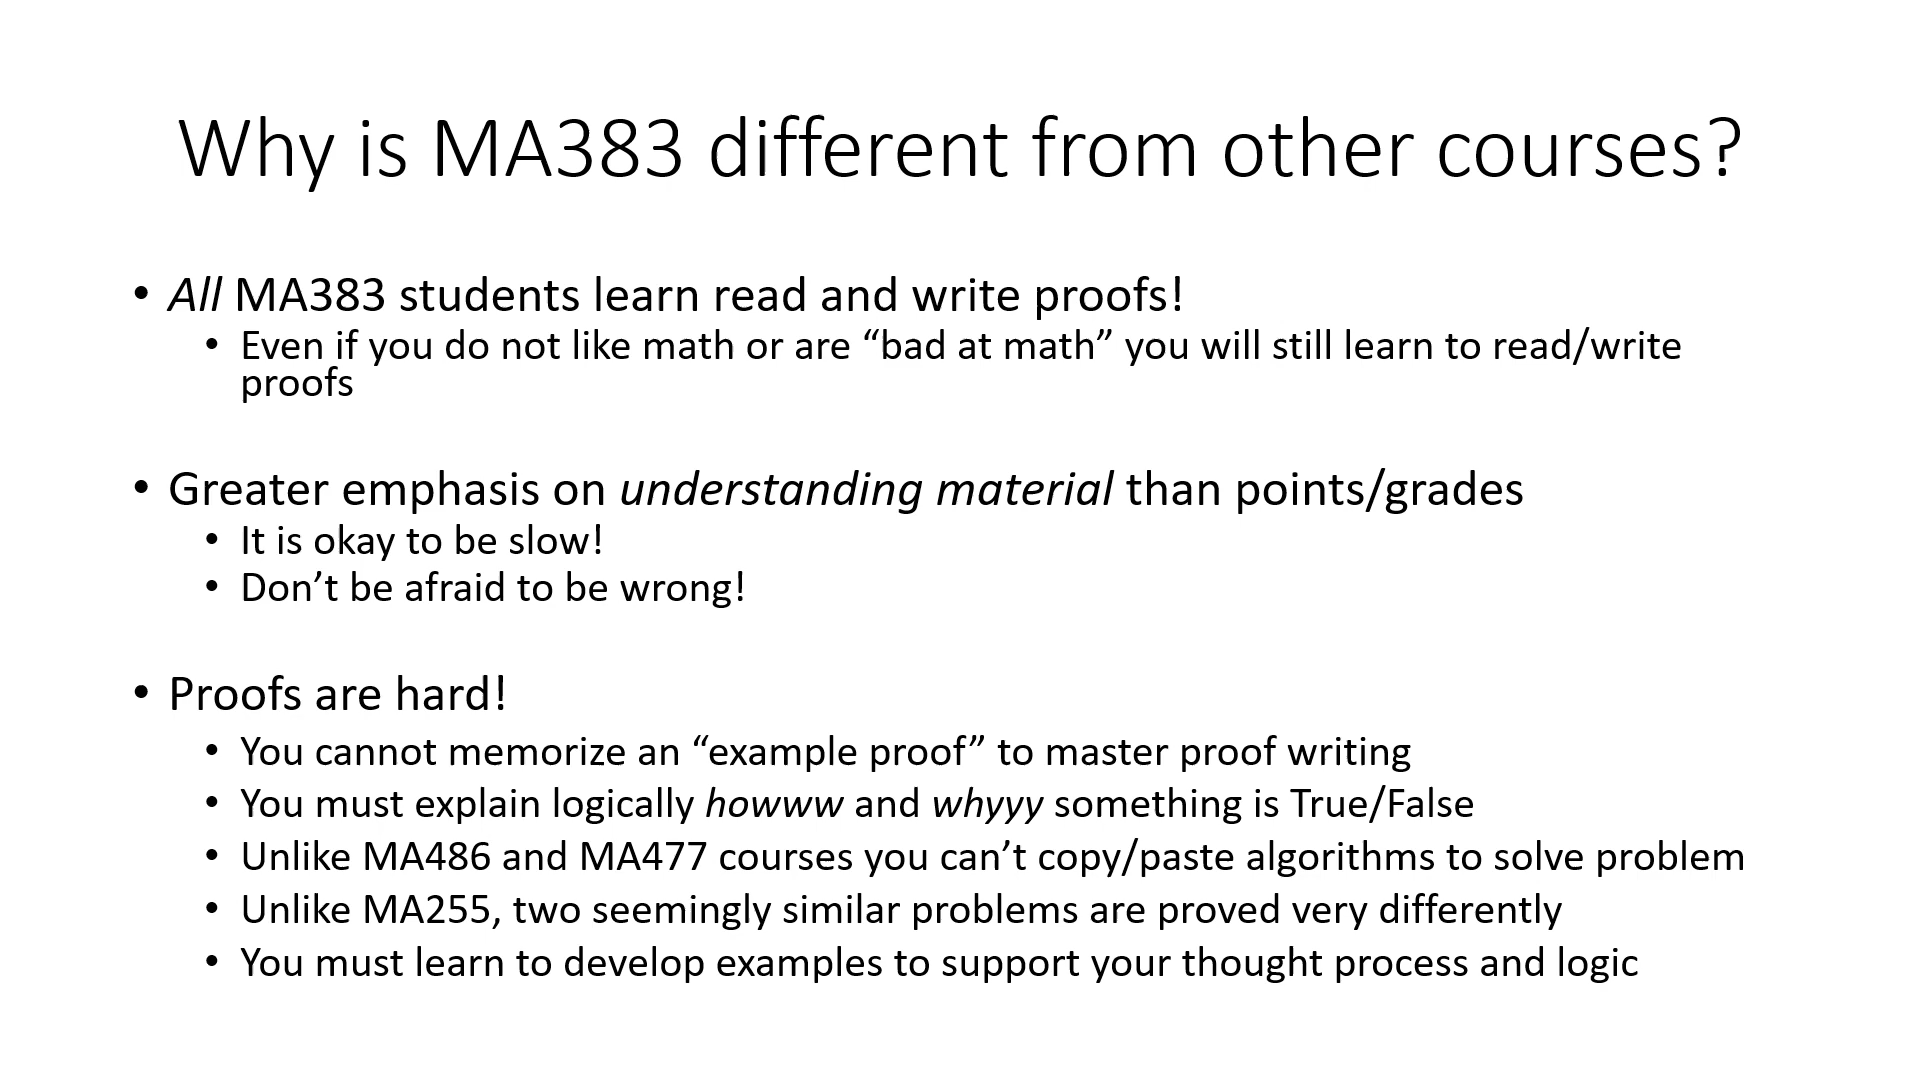 Why is MA383 different from other courses?
• All MA383 students learn read and write proofs!
• Even if you do not like math or are “bad at math” you will still learn to read/write
proofs
• Greater emphasis on understanding material than points/grades
• It is okay to be slow!
• Don’t be afraid to be wrong!
• Proofs are hard!
• You cannot memorize an “example proof” to master proof writing
• You must explain logically howww and whyyy something is True/False
• Unlike MA486 and MA477 courses you can’t copy/paste algorithms to solve problem
• Unlike MA255, two seemingly similar problems are proved very differently
• You must learn to develop examples to support your thought process and logic